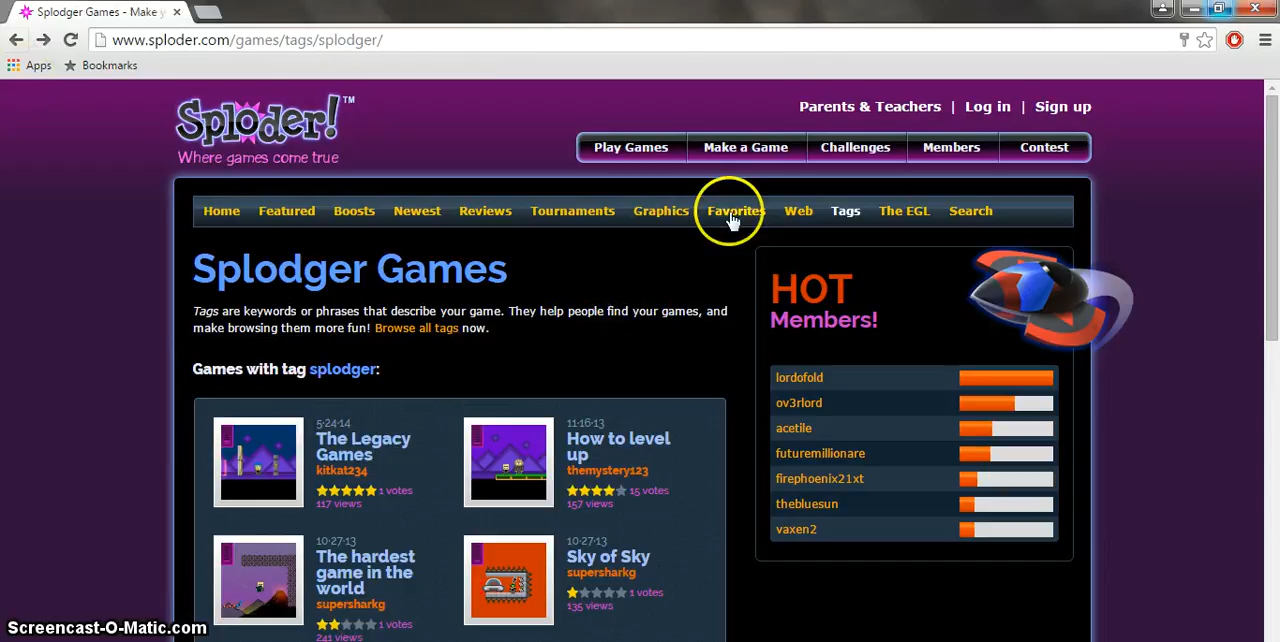 Splodger Games - Make y
www.sploder.com/games/tags/splodger/
Apps Bookmarks
Sploder!™
Where games come true
Parents & Teachers | Log in | Sign up
Play Games Make a Game Challenges Members Contest
Home Featured Boosts Newest Reviews Tournaments Graphics Favorites Web Tags The EGL Search
Splodger Games
Tags are keywords or phrases that describe your game. They help people find your games, and
make browsing them more fun! Browse all tags now.
Games with tag splodger:
5-24-14
The Legacy
Games
kitkat234
1 votes
117 views
11-16-13
How to level
up
themystery123
15 votes
157 views
10-27-13
The hardest
game in the
world
supersharkg
1 votes
241 views
10-27-13
Sky of Sky
supersharkg
1 votes
135 views
HOT
Members!
lordofold
ov3rlord
acetile
futuremillionare
firephoenix21xt
thebluesun
vaxen2
Screencast-O-Matic.com